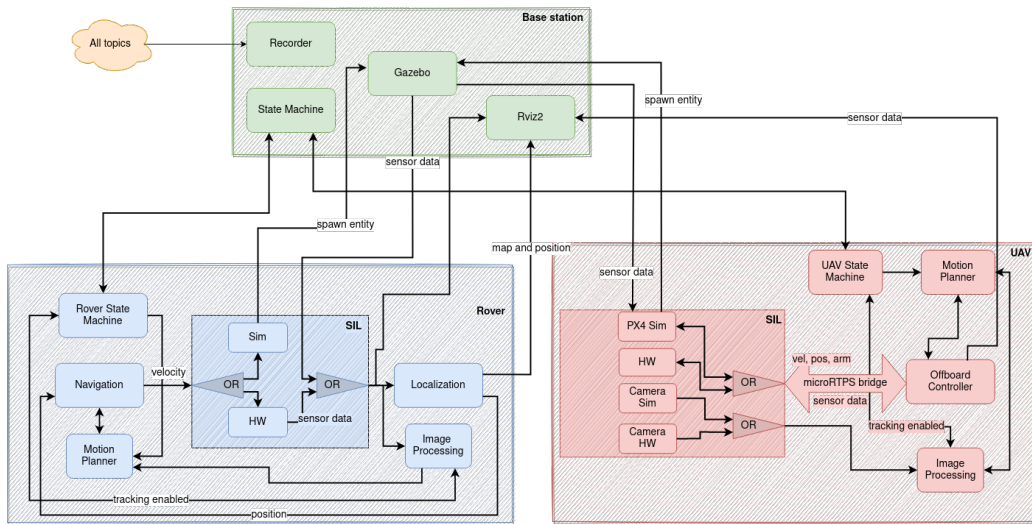 Base station
All topics
Recorder
Gazebo
State Machine
Rviz2
spawn entity
sensor data
sensor data
spawn entity
map and position
sensor data
UAV
UAV State
Machine
Motion
Planner
Rover
Rover State
Machine
SIL
Sim
OR
OR
HW
velocity
sensor data
Navigation
Localization
Motion
Planner
Image
Processing
tracking enabled
position
SIL
PX4 Sim
HW
Camera
Sim
Camera
HW
OR
OR
vel, pos, arm
microRTPS bridge
sensor data
Offboard
Controller
tracking enabled
Image
Processing